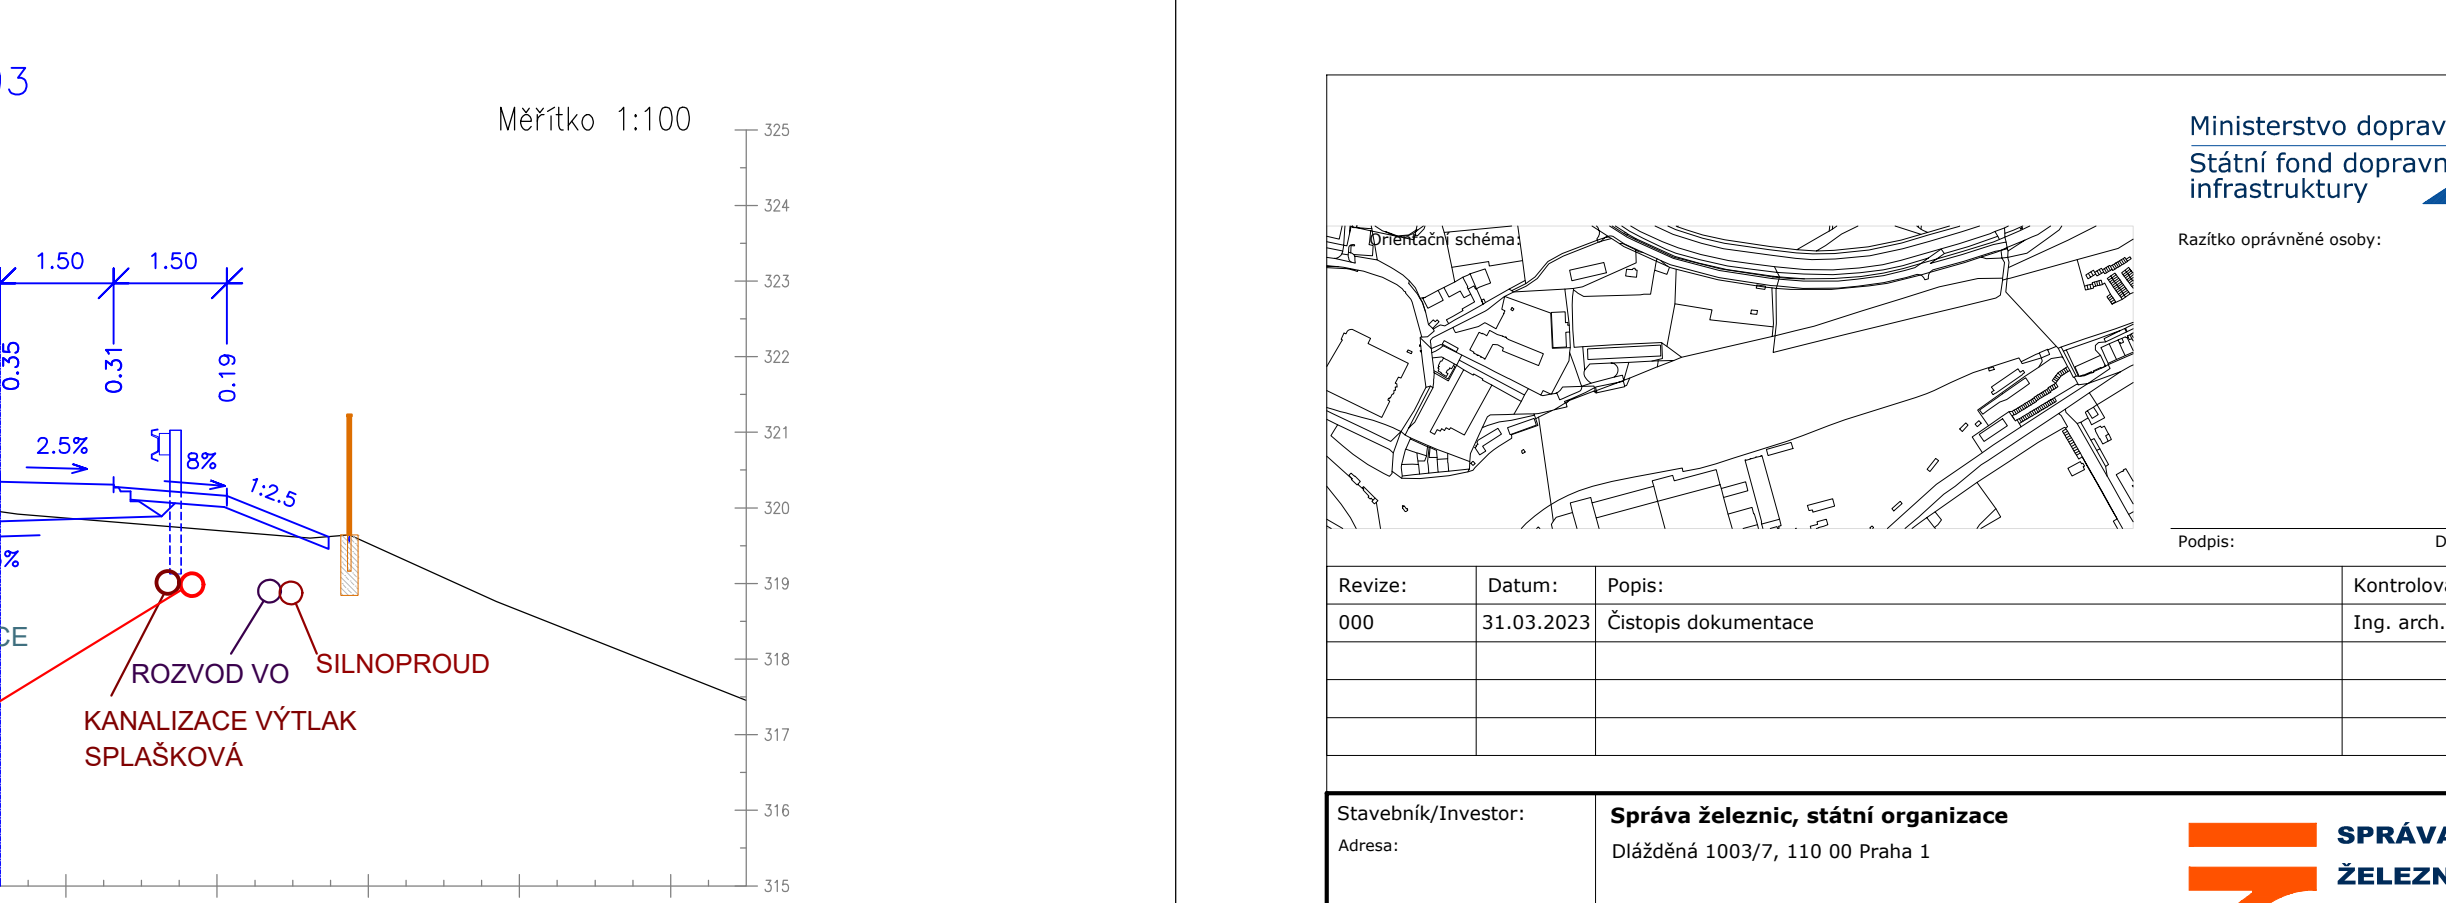 03
Měřítko 1:100
325
324
323
322
321
320
319
318
317
316
315
1.50
1.50
0.35
0.31
0.19
2.5%
8%
1:2.5
%
CE
ROZVOD VO
SILNOPROUD
KANALIZACE VÝTLAK
SPLAŠKOVÁ
Ministerstvo doprav
Státní fond dopravn
infrastruktury
Orientační schéma:
Razítko oprávněné osoby:
Podpis:
D
Revize: Datum: Popis: Kontrolova
000 31.03.2023 Čistopis dokumentace Ing. arch.
Stavebník/Investor: Správa železnic, státní organizace
Adresa: Dlážděná 1003/7, 110 00 Praha 1
SPRÁVA
ŽELEZN